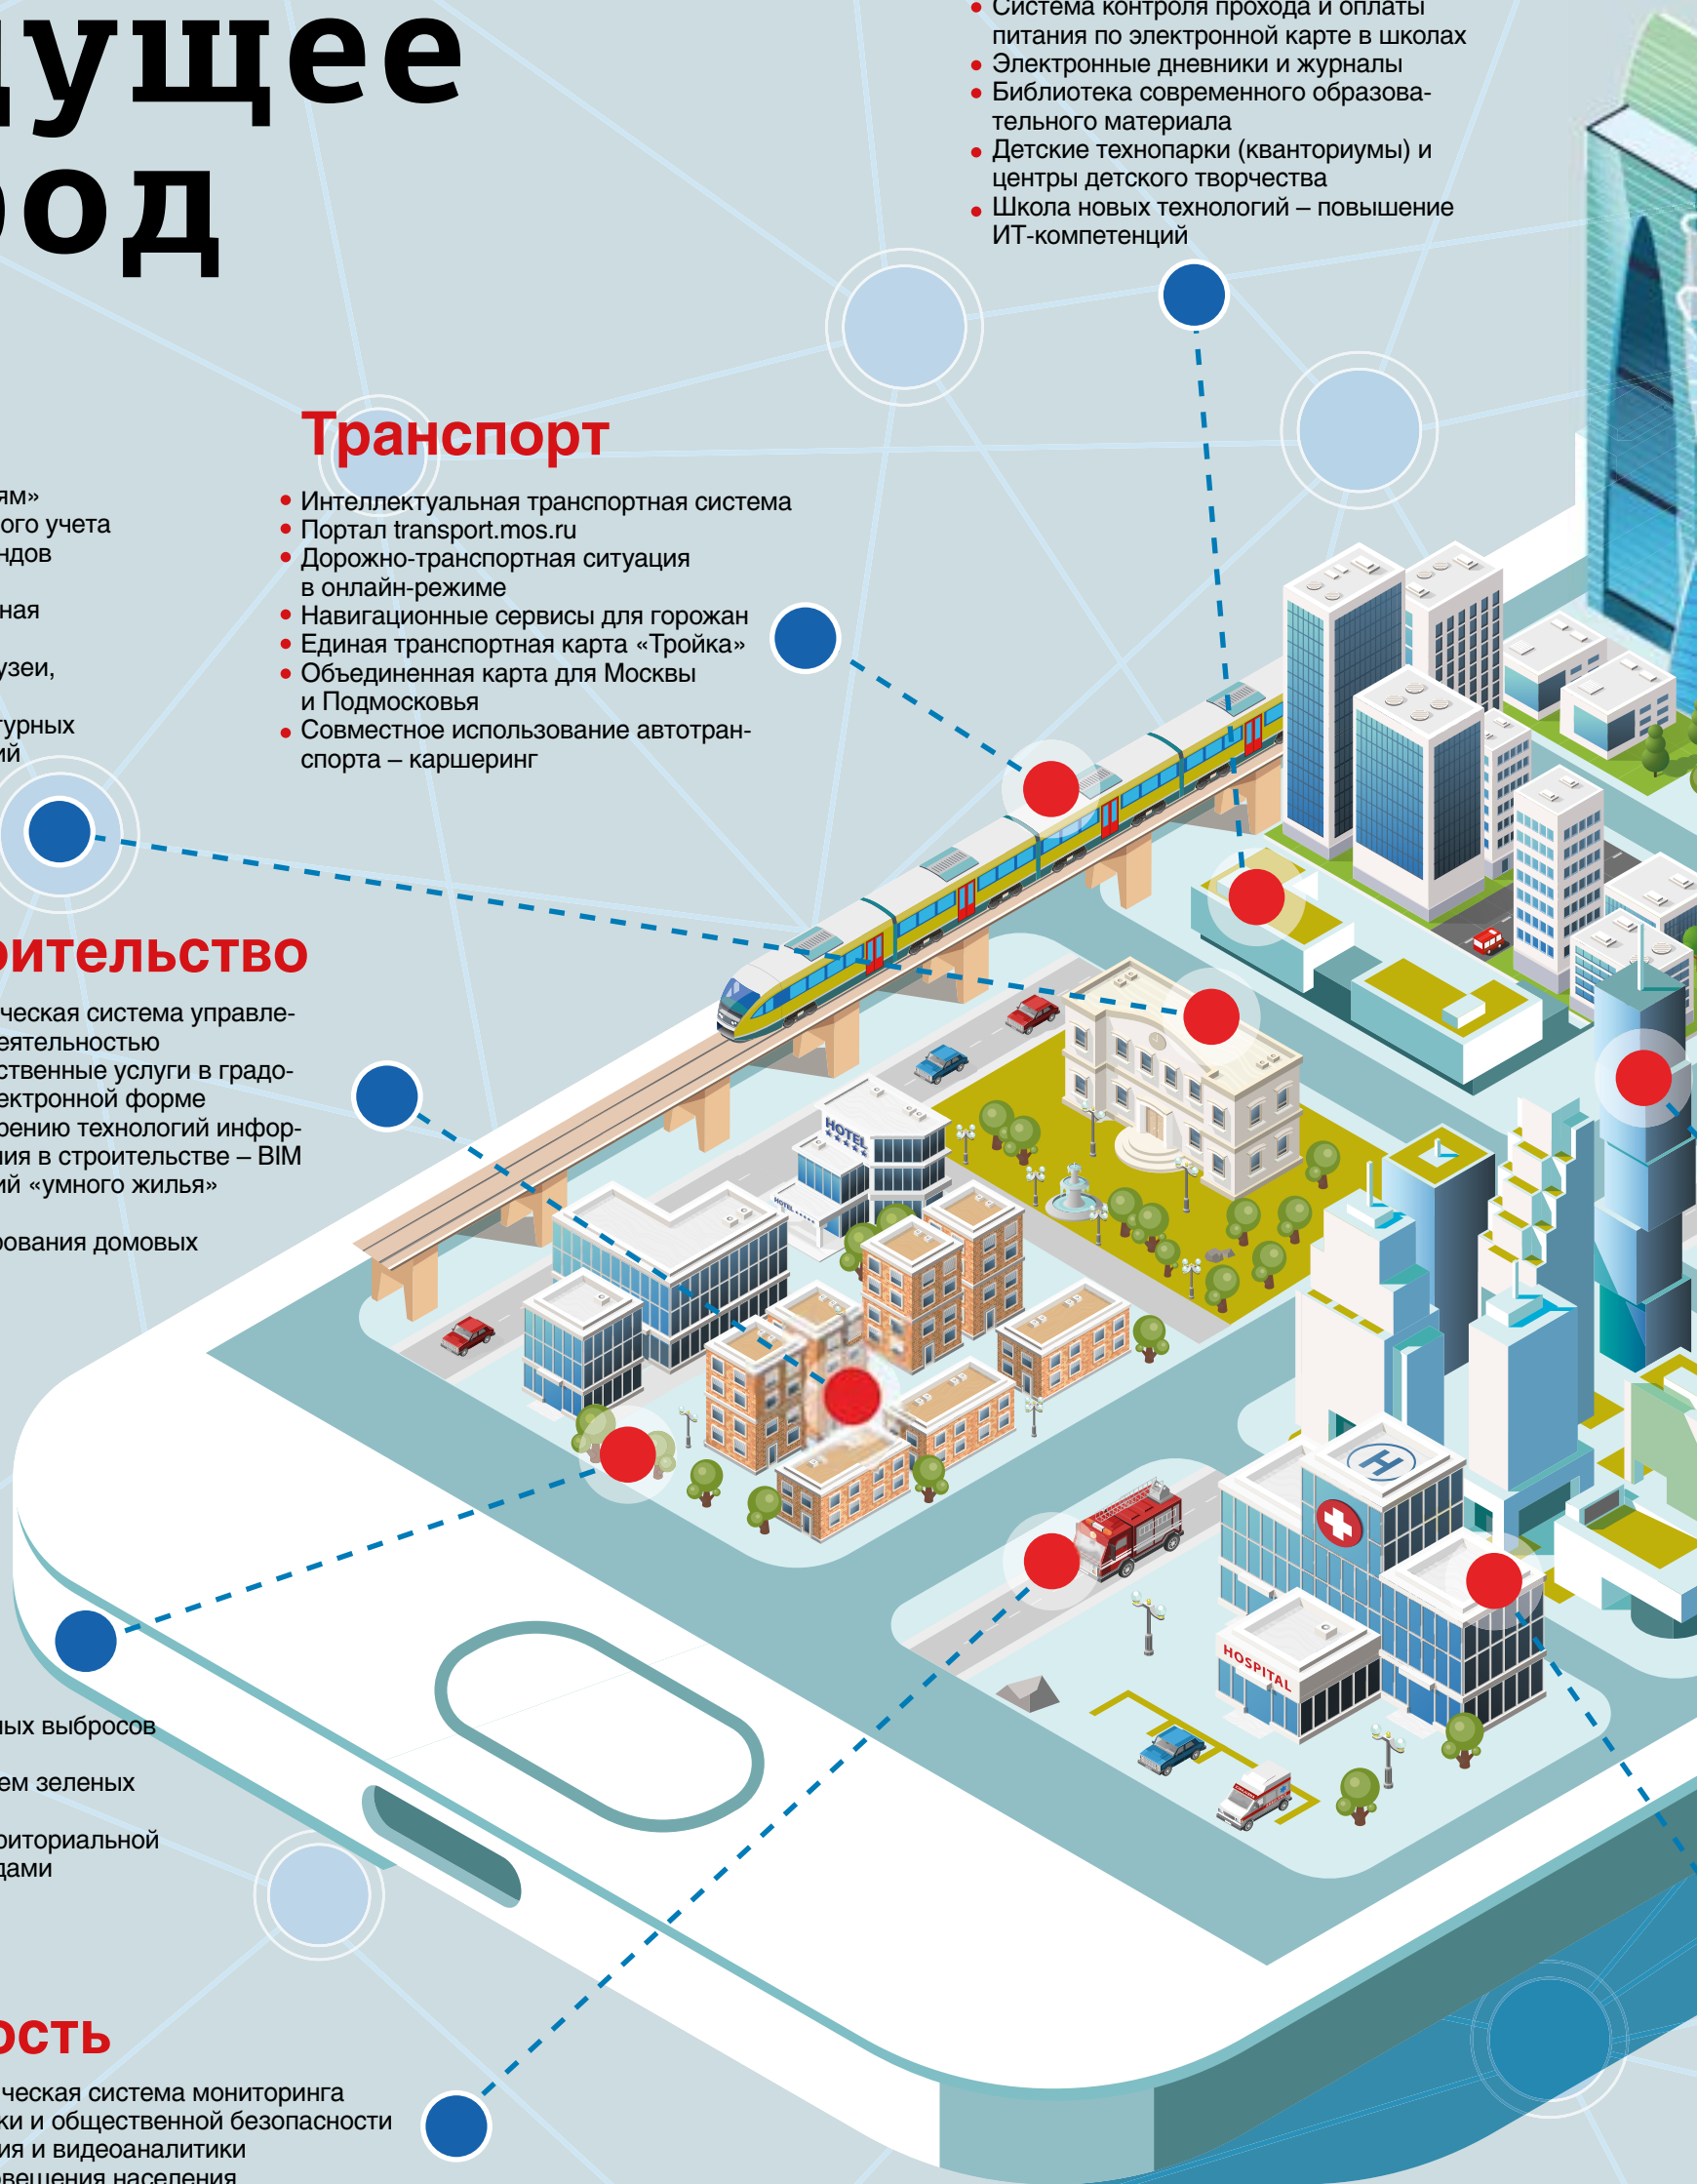 дущее
род
Система контроля прохода и оплаты
питания по электронной карте в школах
Электронные дневники и журналы
Библиотека современного образова-
тельного материала
Детские технопарки (кванториумы) и
центры детского творчества
Школа новых технологий – повышение
ИТ-компетенций
Транспорт
Интеллектуальная транспортная система
Портал transport.mos.ru
Дорожно-транспортная ситуация
в онлайн-режиме
Навигационные сервисы для горожан
Единая транспортная карта «Тройка»
Объединенная карта для Москвы
и Подмосковья
Совместное использование автотран-
спорта – каршеринг
ям»
ого учета
ндов
ная
узеи,
турных
ий
оительство
ческая система управле-
еятельностью
ственные услуги в градо-
ектронной форме
рению технологий инфор-
ния в строительстве – BIM
ий «умного жилья»
рования домовых
HOTEL
HOTEL
H
HOSPITAL
ных выбросов
ем зеленых
риториальной
дами
ость
ческая система мониторинга
ки и общественной безопасности
ия и видеоаналитики
овещения населения